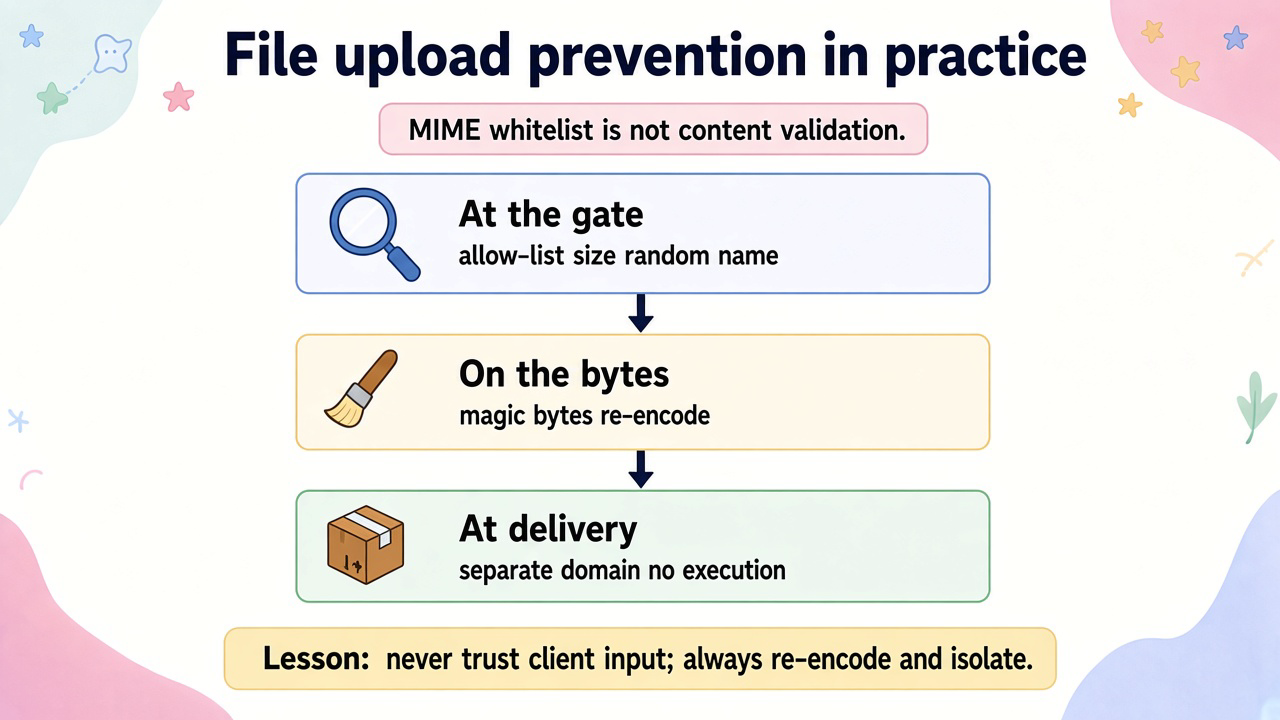 File upload prevention in practice
MIME whitelist is not content validation.
At the gate
allow-list size random name
On the bytes
magic bytes re-encode
At delivery
separate domain no execution
Lesson: never trust client input; always re-encode and isolate.